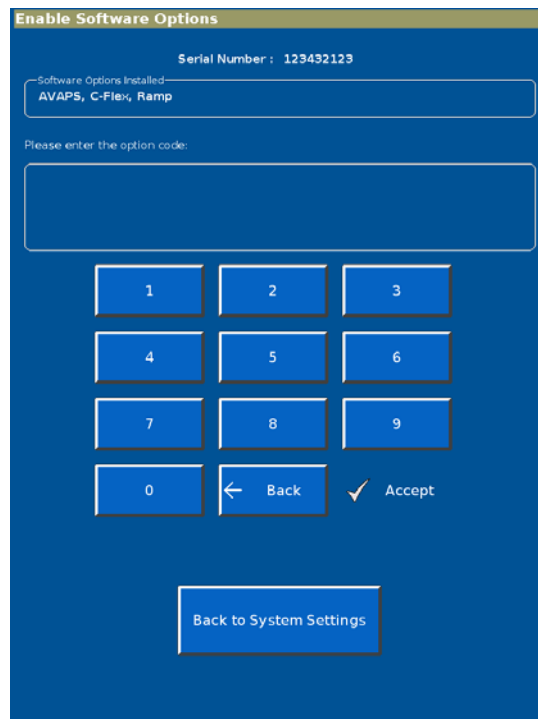 Enable Software Options
Serial Number : 123432123
Software Options Installed
AVAPS, C-Flex, Ramp
Please enter the option code:
1 2 3
4 5 6
7 8 9
0 Back Accept
Back to System Settings